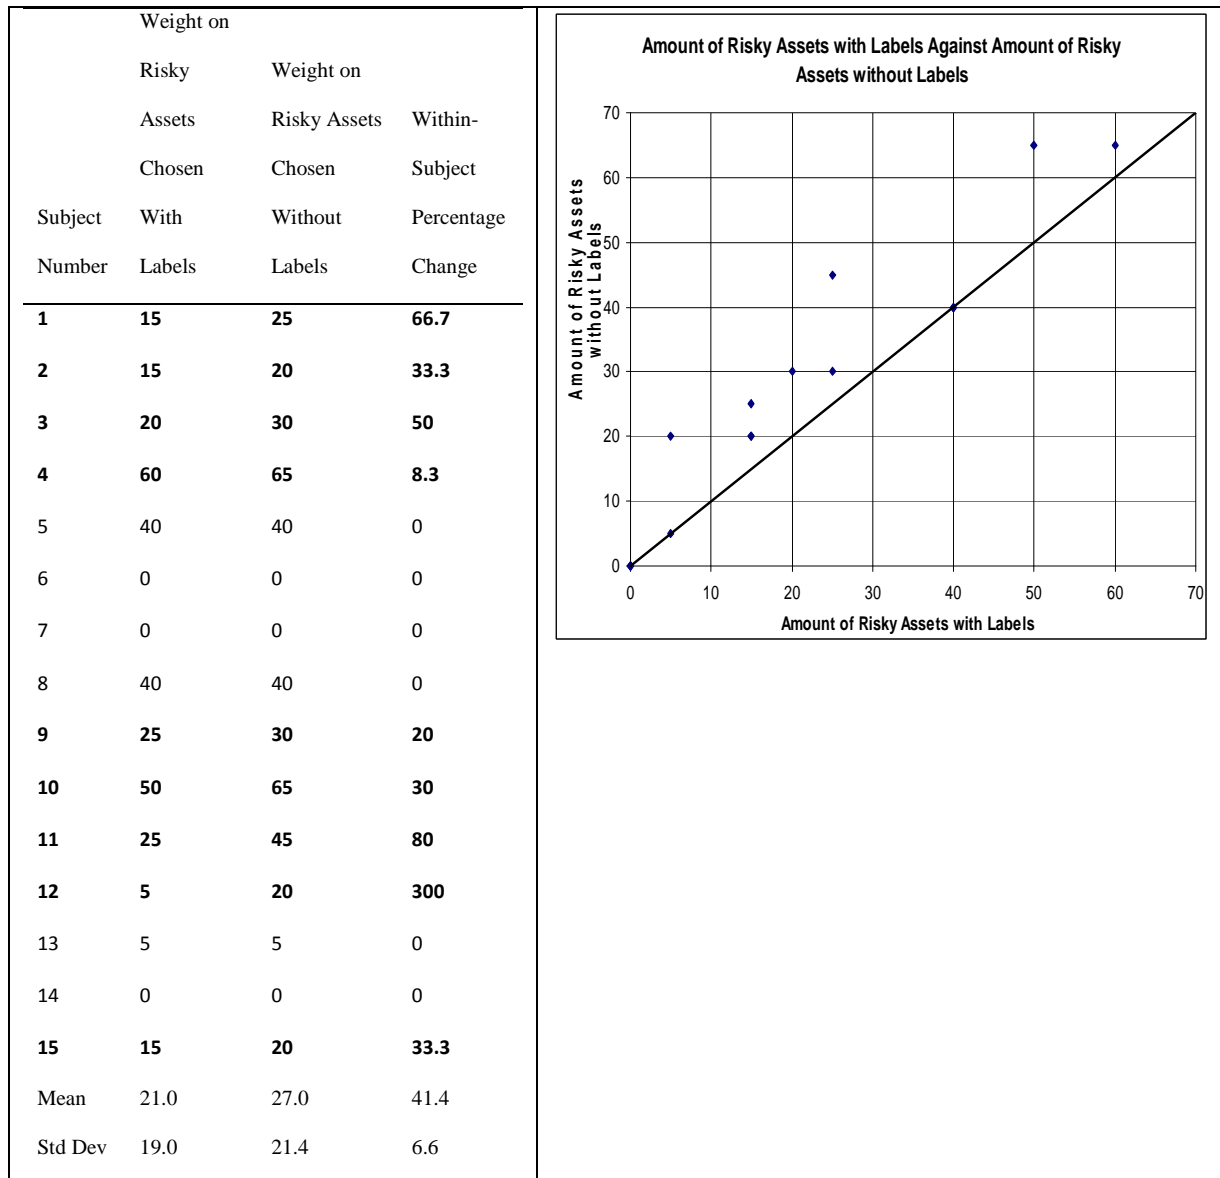 Weight on
Risky Weight on
Assets Risky Assets Within-
Chosen Chosen Subject
Subject With Without Percentage
Number Labels Labels Change
1 15 25 66.7
2 15 20 33.3
3 20 30 50
4 60 65 8.3
5 40 40 0
6 0 0 0
7 0 0 0
8 40 40 0
9 25 30 20
10 50 65 30
11 25 45 80
12 5 20 300
13 5 5 0
14 0 0 0
15 15 20 33.3
Mean 21.0 27.0 41.4
Std Dev 19.0 21.4 6.6
Amount of Risky Assets with Labels Against Amount of Risky
Assets without Labels
Amount of Risky Assets
without Labels
70
60
50
40
30
20
10
0
0 10 20 30 40 50 60 70
Amount of Risky Assets with Labels